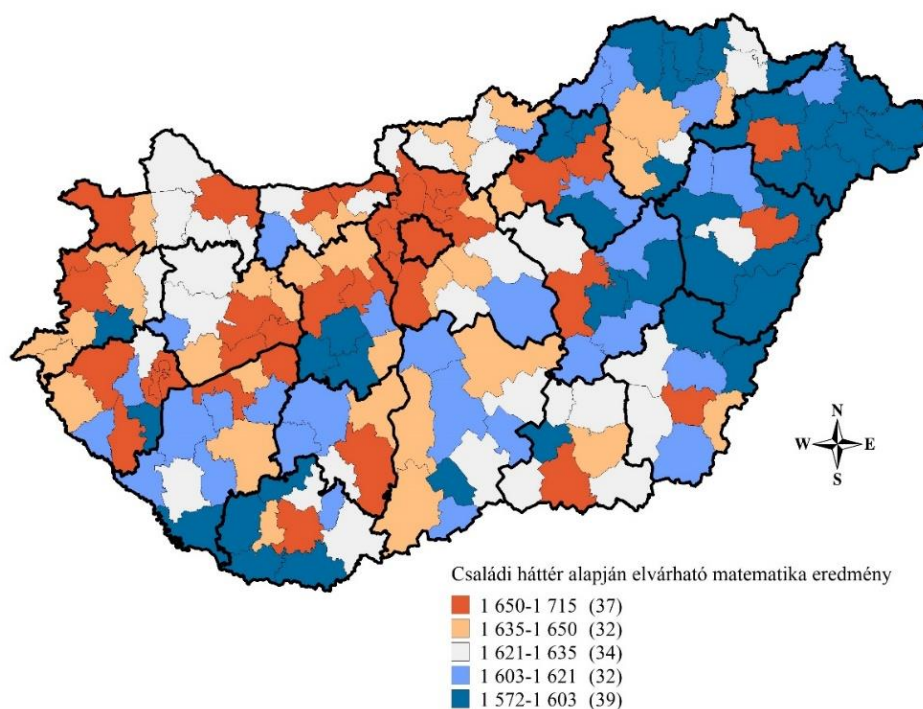 N
W E
S
Családi háttér alapján elvárható matematika eredmény
1 650-1 715 (37)
1 635-1 650 (32)
1 621-1 635 (34)
1 603-1 621 (32)
1 572-1 603 (39)